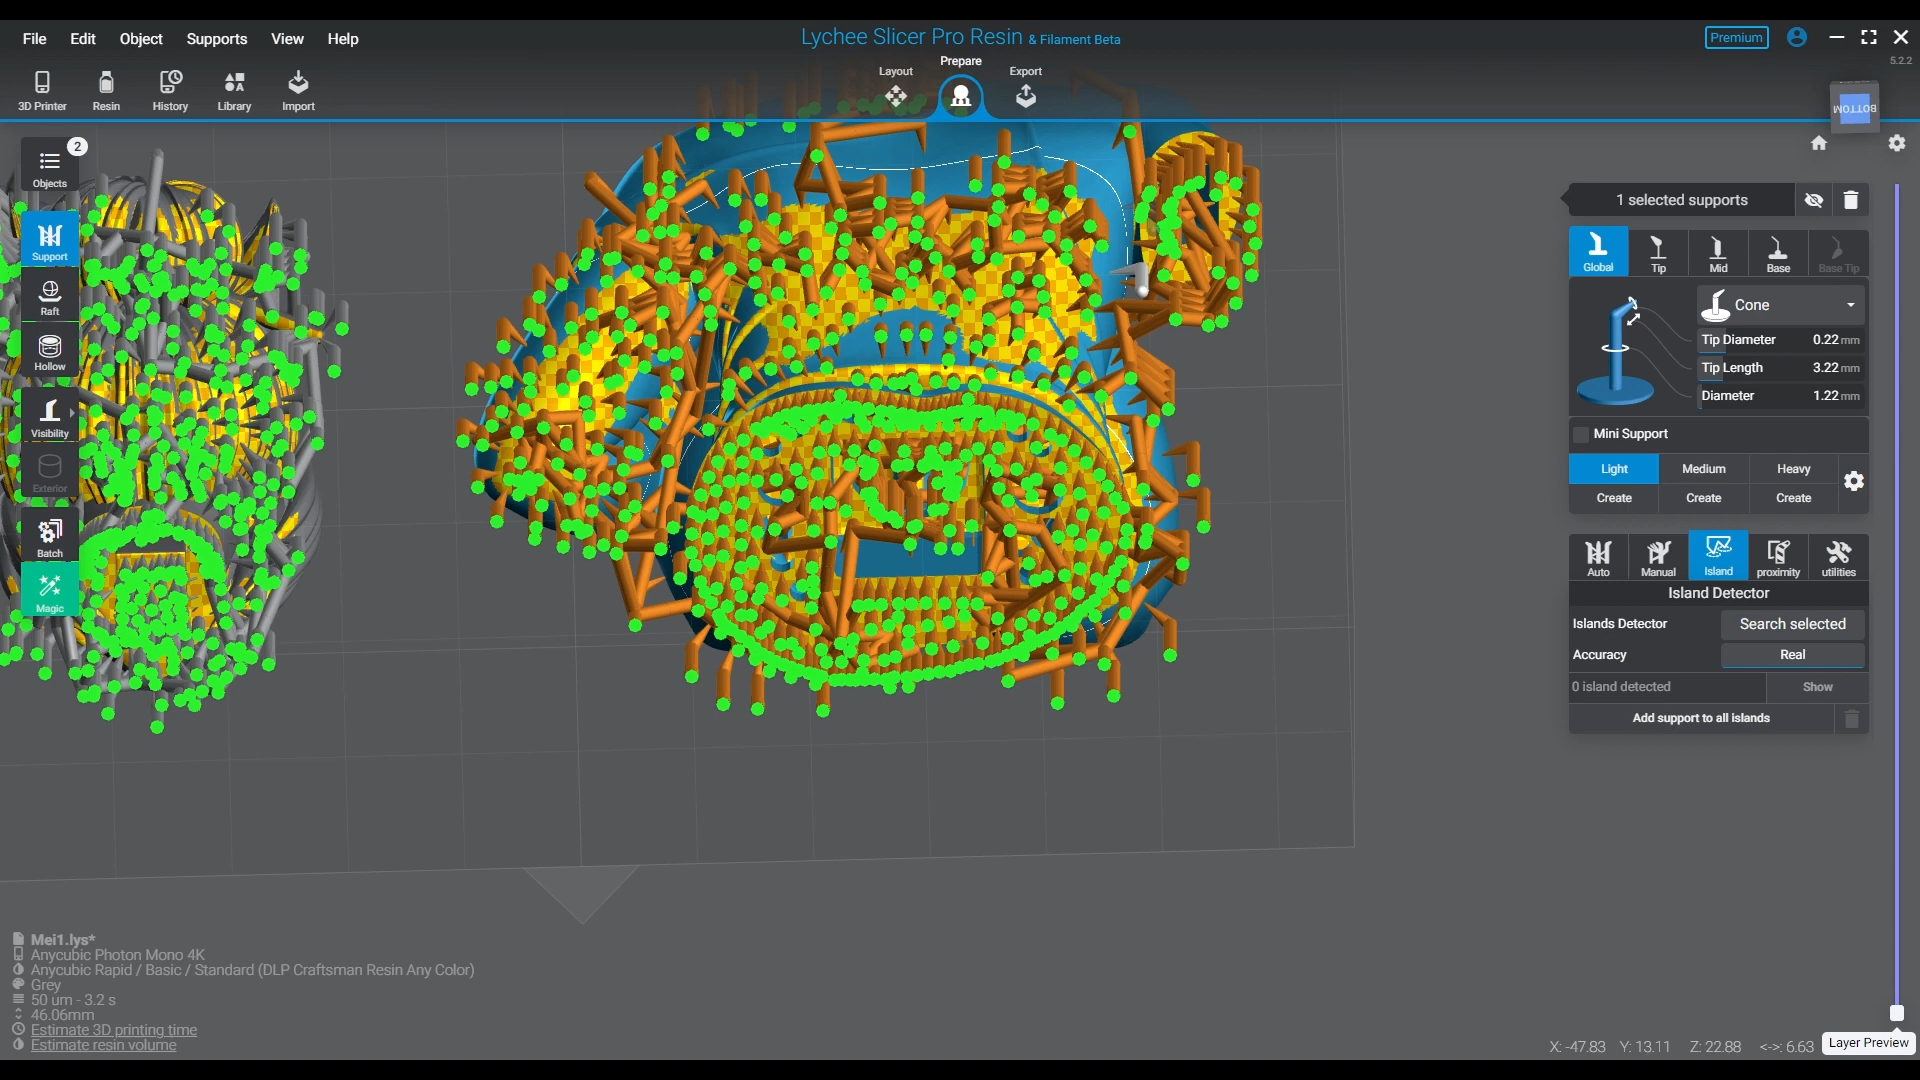 File Edit Object Supports View Help
Lychee Slicer Pro Resin & Filament Beta
Premium
5.2.2
3D Printer Resin History Library Import
Layout Prepare Export
BOTTOM
2
Objects
Support
Raft
Hollow
Visibility
Exterior
Batch
Magic
1 selected supports
Global Tip Mid Base Base Tip
Cone
Tip Diameter 0.22 mm
Tip Length 3.22 mm
Diameter 1.22 mm
Mini Support
Light Medium Heavy
Create Create Create
Auto Manual Island proximity utilities
Island Detector
Islands Detector Search selected
Accuracy Real
0 island detected Show
Add support to all islands
Mei1.lys*
Anycubic Photon Mono 4K
Anycubic Rapid / Basic / Standard (DLP Craftsman Resin Any Color)
Grey
50 um - 3.2 s
46.06mm
Estimate 3D printing time
Estimate resin volume
X: -47.83 Y: 13.11 Z: 22.88 <->: 6.63
Layer Preview